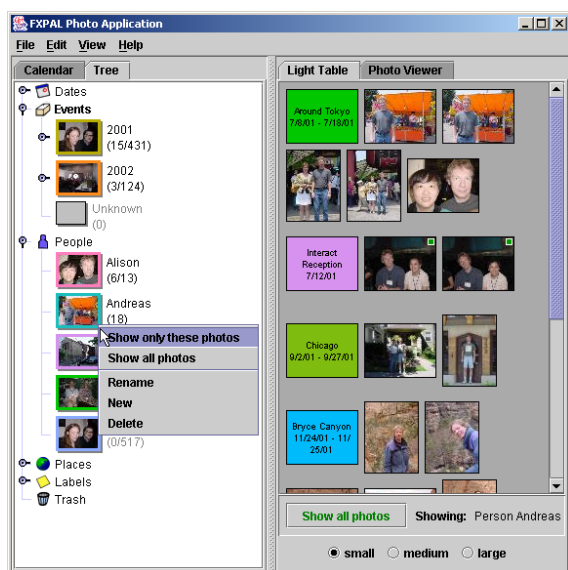 FXPAL Photo Application
File Edit View Help
Calendar Tree
Dates
Events
2001
(15/431)
2002
(3/124)
Unknown
(0)
People
Alison
(6/13)
Andreas
(18)
Show only these photos
Show all photos
Rename
New
Delete
(0/517)
Places
Labels
Trash
Light Table Photo Viewer
Around Tokyo
7/8/01 - 7/18/01
Interact
Reception
7/12/01
Chicago
9/2/01 - 9/27/01
Bryce Canyon
11/24/01 - 11/
25/01
Show all photos Showing: Person Andreas
small medium large